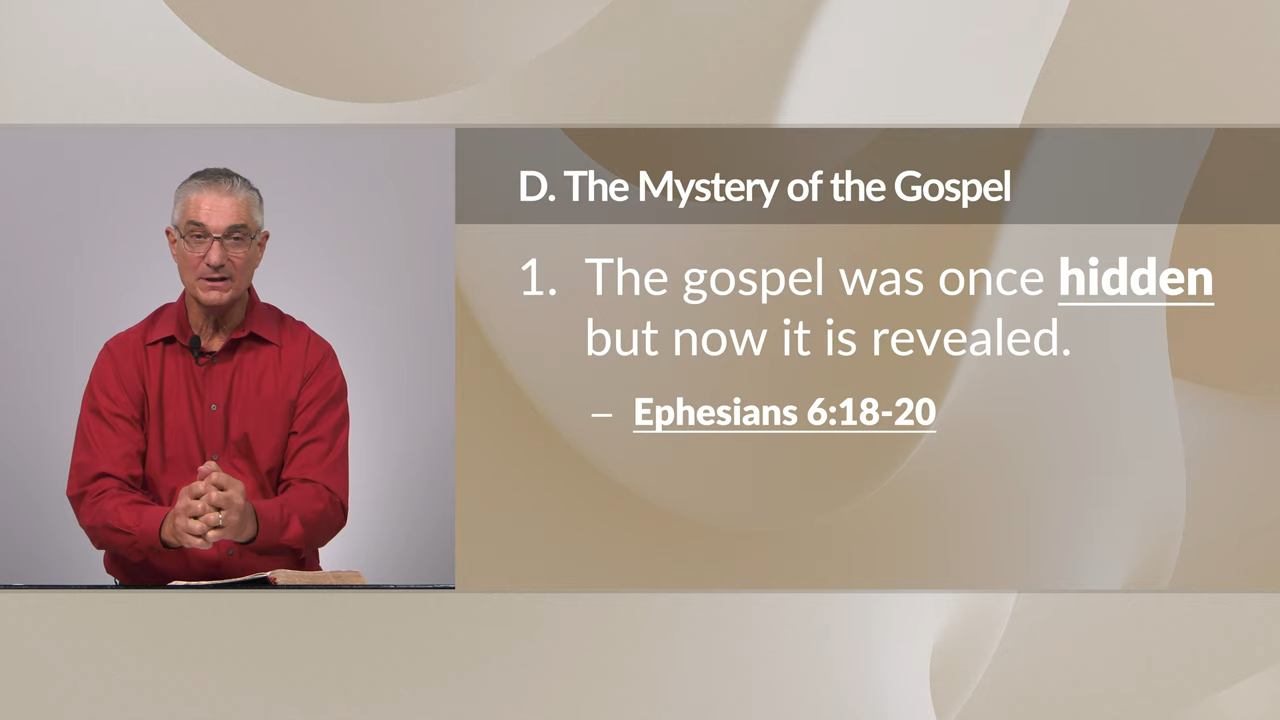 D. The Mystery of the Gospel
1. The gospel was once hidden
but now it is revealed.
– Ephesians 6:18-20